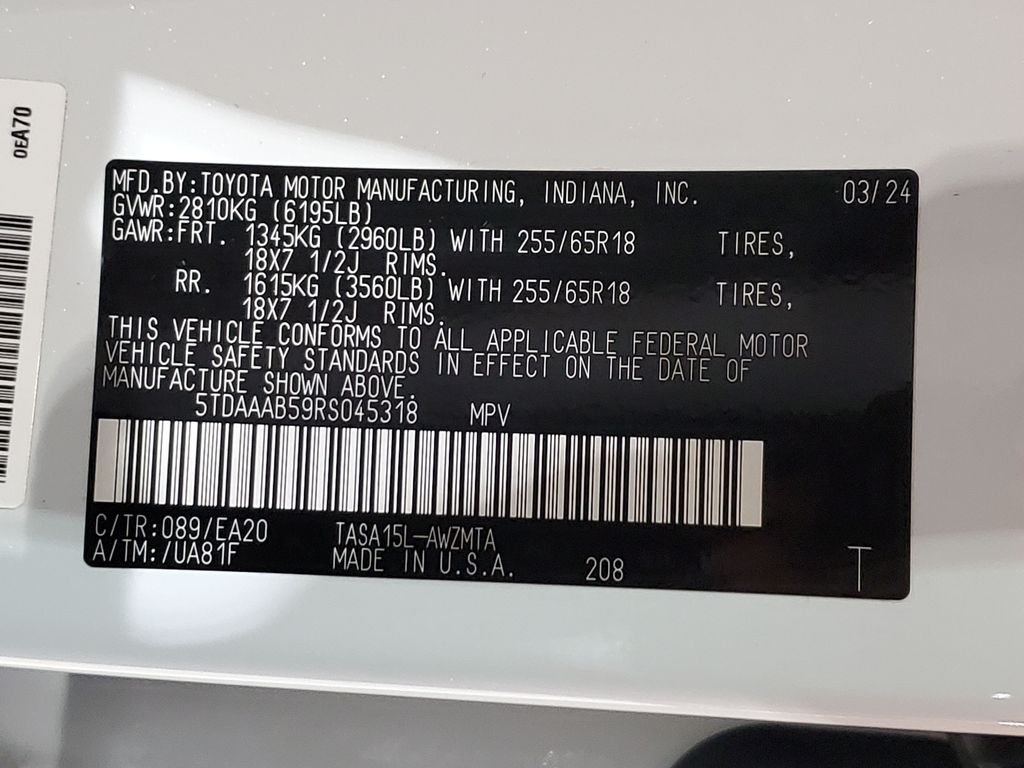 0EA70
MFD.BY:TOYOTA MOTOR MANUFACTURING, INDIANA, INC. 03/24
GVWR:2810KG (6195LB)
GAWR:FRT. 1345KG (2960LB) WITH 255/65R18 TIRES,
18X7 1/2J RIMS.
RR. 1615KG (3560LB) WITH 255/65R18 TIRES,
18X7 1/2J RIMS.
THIS VEHICLE CONFORMS TO ALL APPLICABLE FEDERAL MOTOR
VEHICLE SAFETY STANDARDS IN EFFECT ON THE DATE OF
MANUFACTURE SHOWN ABOVE.
5TDAAAB59RS045318 MPV
C/TR:089/EA20 TASA15L-AWZMTA
A/TM:/UA81F MADE IN U.S.A. 208 T